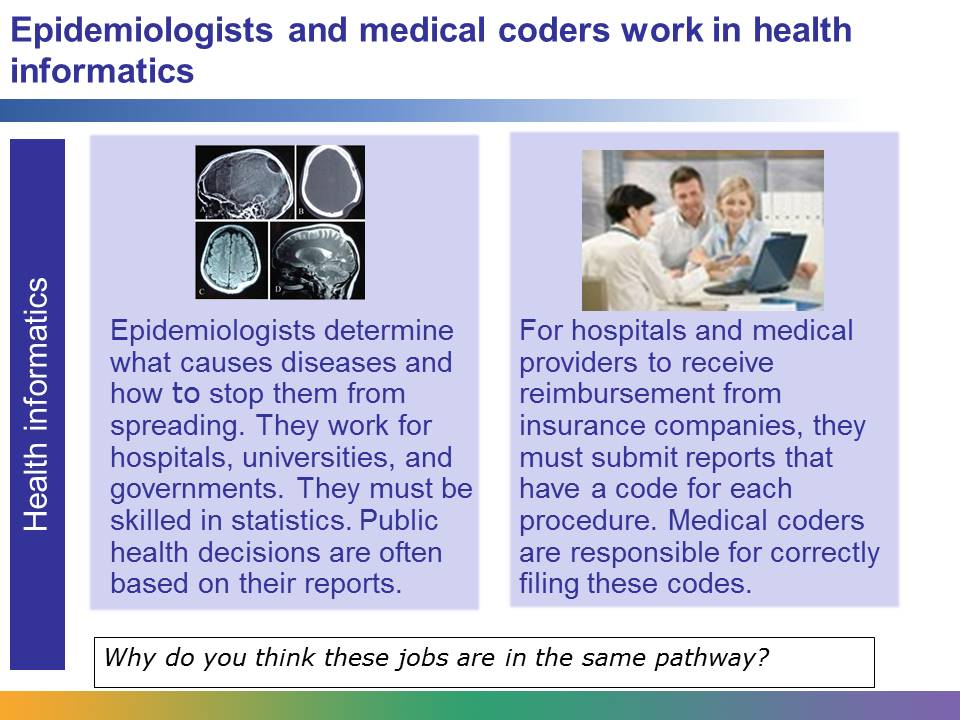 Epidemiologists and medical coders work in health
informatics
Health informatics
A
B
C
D
Epidemiologists determine
what causes diseases and
how to stop them from
spreading. They work for
hospitals, universities, and
governments. They must be
skilled in statistics. Public
health decisions are often
based on their reports.
For hospitals and medical
providers to receive
reimbursement from
insurance companies, they
must submit reports that
have a code for each
procedure. Medical coders
are responsible for correctly
filing these codes.
Why do you think these jobs are in the same pathway?